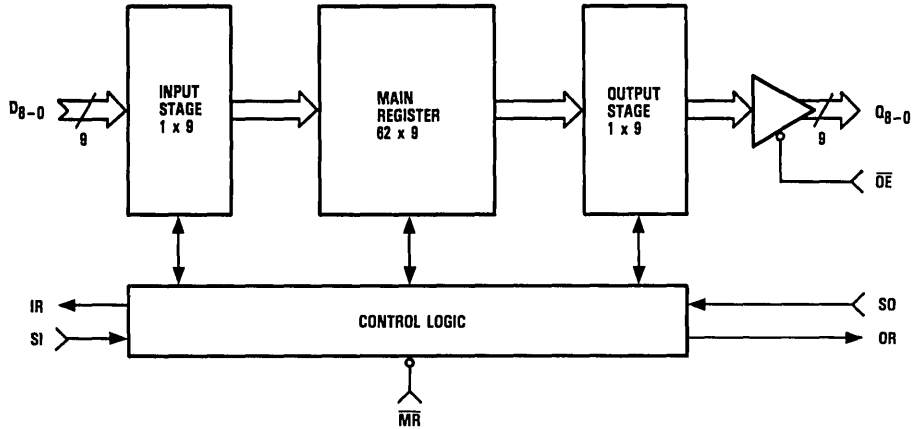 INPUT
STAGE
1 x 9
MAIN
REGISTER
62 x 9
OUTPUT
STAGE
1 x 9
D8-0
9
9
Q8-0
OE
IR
SI
CONTROL LOGIC
SO
OR
MR